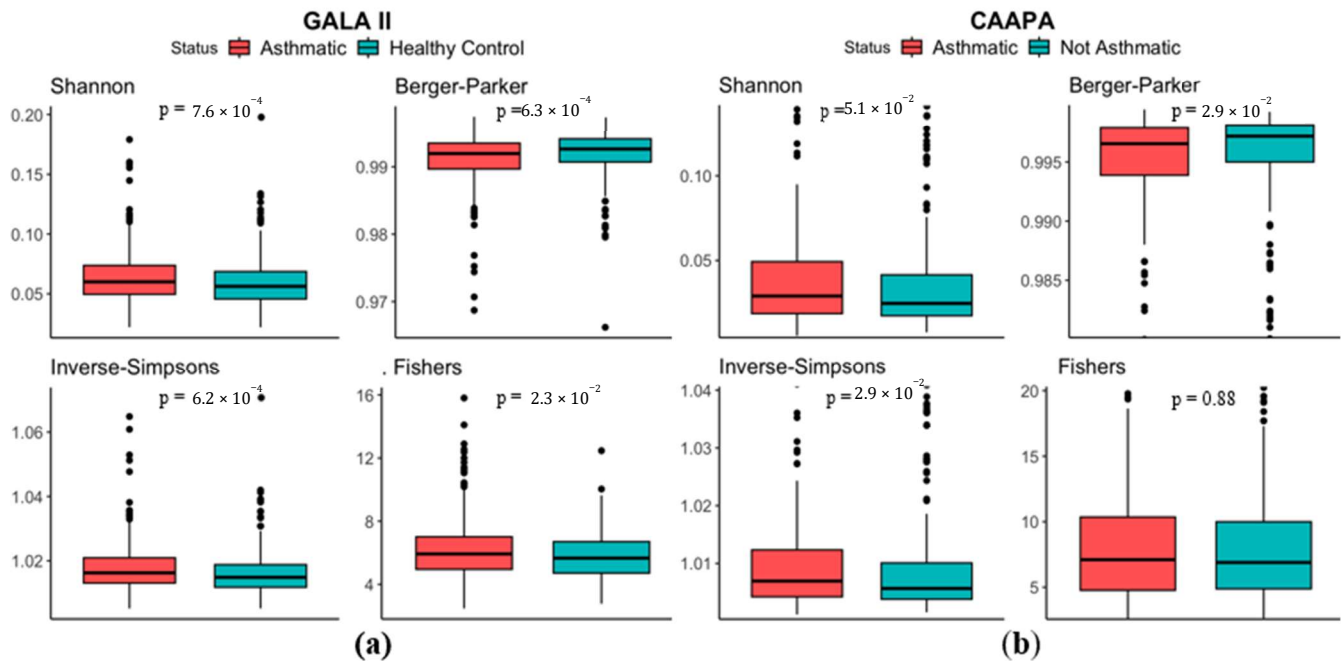 GALA II
Status Asthmatic Healthy Control
Shannon
p = 7.6 × 10⁻⁴
0.20
0.15
0.10
0.05
Berger-Parker
p =6.3 × 10⁻⁴
0.99
0.98
0.97
Inverse-Simpsons
p = 6.2 × 10⁻⁴
1.06
1.04
1.02
. Fishers
p = 2.3 × 10⁻²
16
12
8
4
(a)
CAAPA
Status Asthmatic Not Asthmatic
Shannon
p =5.1 × 10⁻²
0.10
0.05
Berger-Parker
p = 2.9 × 10⁻²
0.995
0.990
0.985
Inverse-Simpsons
p =2.9 × 10⁻²
1.04
1.03
1.02
1.01
Fishers
p = 0.88
20
15
10
5
(b)